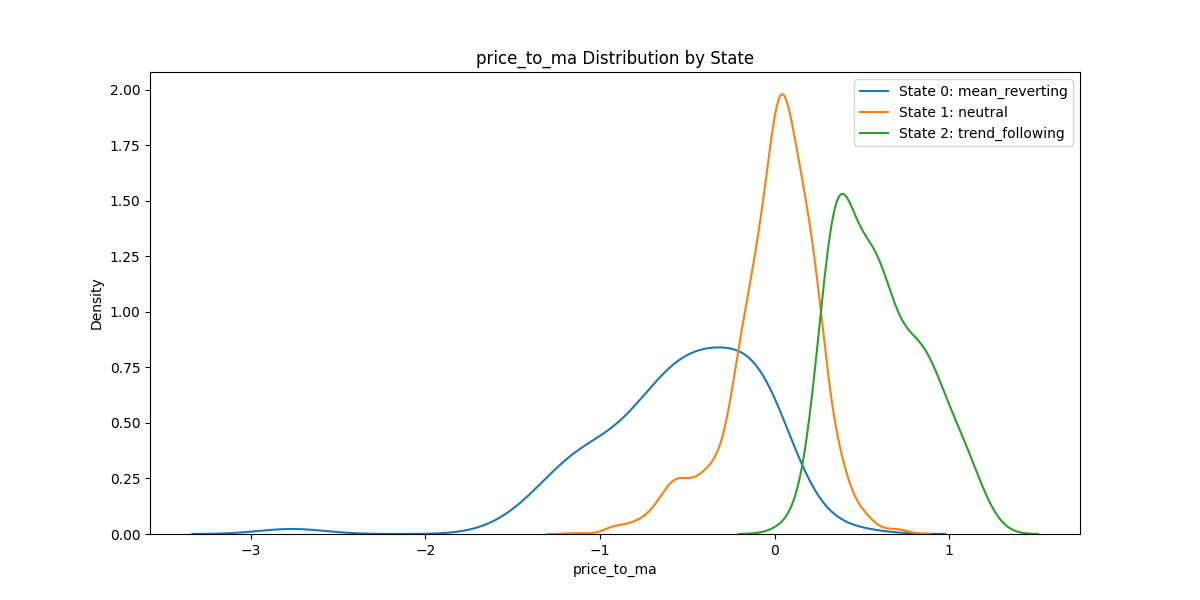 price_to_ma Distribution by State
State 0: mean_reverting
State 1: neutral
State 2: trend_following
Density
2.00
1.75
1.50
1.25
1.00
0.75
0.50
0.25
0.00
−3
−2
−1
0
1
price_to_ma